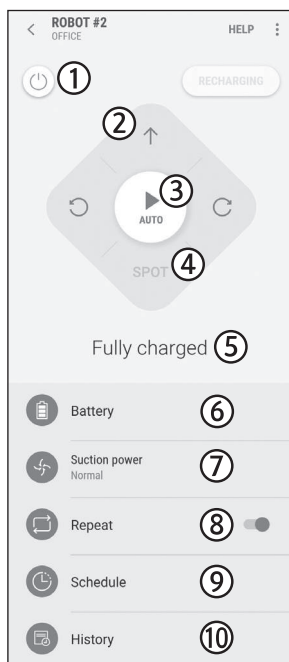 ROBOT #2
OFFICE
HELP
①
RECHARGING
②
③
AUTO
SPOT ④
Fully charged ⑤
Battery ⑥
Suction power ⑦
Normal
Repeat ⑧
Schedule ⑨
History ⑩